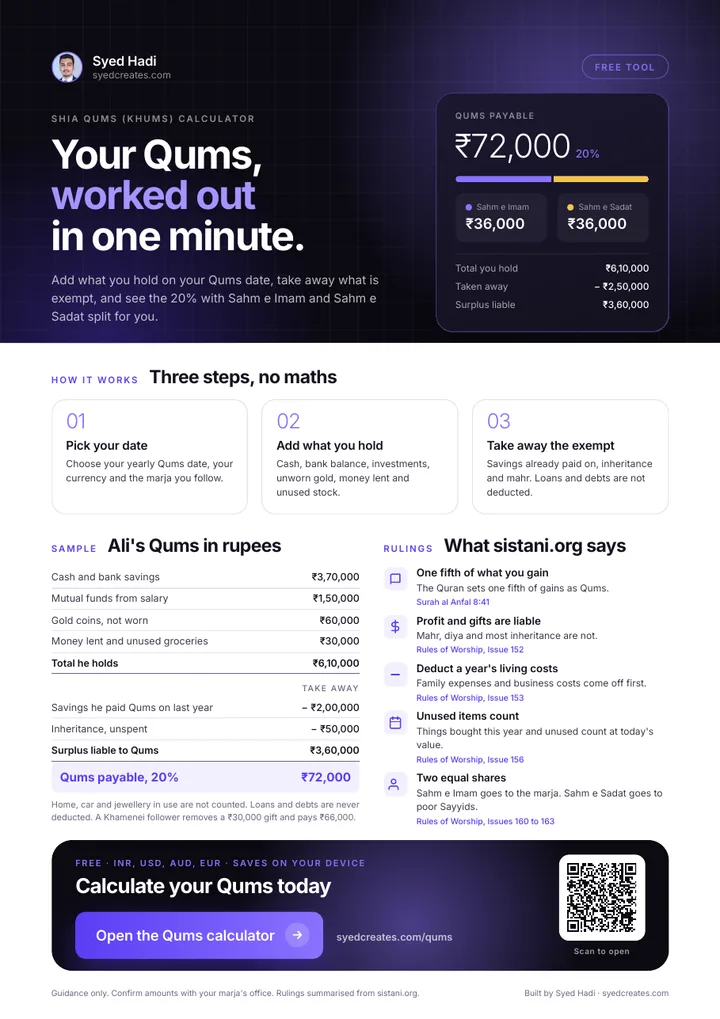 Syed Hadi
syedcreates.com
FREE TOOL
SHIA QUMS (KHUMS) CALCULATOR
Your Qums,
worked out
in one minute.
Add what you hold on your Qums date, take away what is
exempt, and see the 20% with Sahm e Imam and Sahm e
Sadat split for you.
QUMS PAYABLE
₹72,000 20%
Sahm e Imam
₹36,000
Sahm e Sadat
₹36,000
Total you hold ₹6,10,000
Taken away – ₹2,50,000
Surplus liable ₹3,60,000
HOW IT WORKS Three steps, no maths
01
Pick your date
Choose your yearly Qums date, your
currency and the marja you follow.
02
Add what you hold
Cash, bank balance, investments,
unworn gold, money lent and
unused stock.
03
Take away the exempt
Savings already paid on, inheritance
and mahr. Loans and debts are not
deducted.
SAMPLE Ali's Qums in rupees
Cash and bank savings ₹3,70,000
Mutual funds from salary ₹1,50,000
Gold coins, not worn ₹60,000
Money lent and unused groceries ₹30,000
Total he holds ₹6,10,000
TAKE AWAY
Savings he paid Qums on last year – ₹2,00,000
Inheritance, unspent – ₹50,000
Surplus liable to Qums ₹3,60,000
Qums payable, 20% ₹72,000
Home, car and jewellery in use are not counted. Loans and debts are never
deducted. A Khamenei follower removes a ₹30,000 gift and pays ₹66,000.
RULINGS What sistani.org says
One fifth of what you gain
The Quran sets one fifth of gains as Qums.
Surah al Anfal 8:41
Profit and gifts are liable
Mahr, diya and most inheritance are not.
Rules of Worship, Issue 152
Deduct a year's living costs
Family expenses and business costs come off first.
Rules of Worship, Issue 153
Unused items count
Things bought this year and unused count at today's
value.
Rules of Worship, Issue 156
Two equal shares
Sahm e Imam goes to the marja. Sahm e Sadat goes to
poor Sayyids.
Rules of Worship, Issues 160 to 163
FREE · INR, USD, AUD, EUR · SAVES ON YOUR DEVICE
Calculate your Qums today
Open the Qums calculator →
syedcreates.com/qums
Scan to open
Guidance only. Confirm amounts with your marja's office. Rulings summarised from sistani.org.
Built by Syed Hadi · syedcreates.com